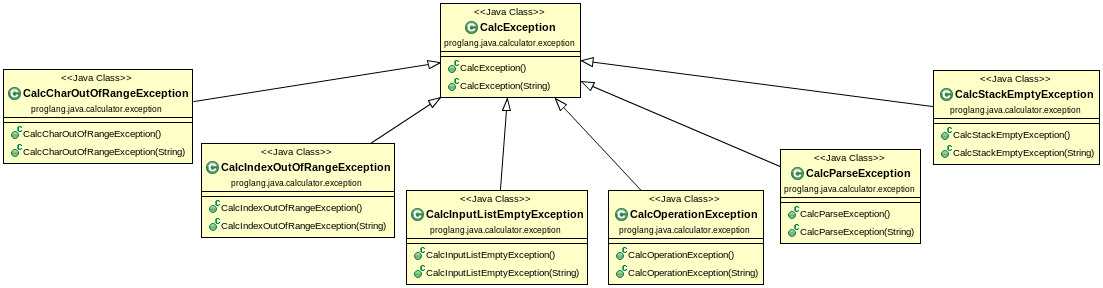 <<Java Class>>
CalcException
proglang.java.calculator.exception
CalcException()
CalcException(String)
<<Java Class>>
CalcCharOutOfRangeException
proglang.java.calculator.exception
CalcCharOutOfRangeException()
CalcCharOutOfRangeException(String)
<<Java Class>>
CalcIndexOutOfRangeException
proglang.java.calculator.exception
CalcIndexOutOfRangeException()
CalcIndexOutOfRangeException(String)
<<Java Class>>
CalcInputListEmptyException
proglang.java.calculator.exception
CalcInputListEmptyException()
CalcInputListEmptyException(String)
<<Java Class>>
CalcOperationException
proglang.java.calculator.exception
CalcOperationException()
CalcOperationException(String)
<<Java Class>>
CalcParseException
proglang.java.calculator.exception
CalcParseException()
CalcParseException(String)
<<Java Class>>
CalcStackEmptyException
proglang.java.calculator.exception
CalcStackEmptyException()
CalcStackEmptyException(String)